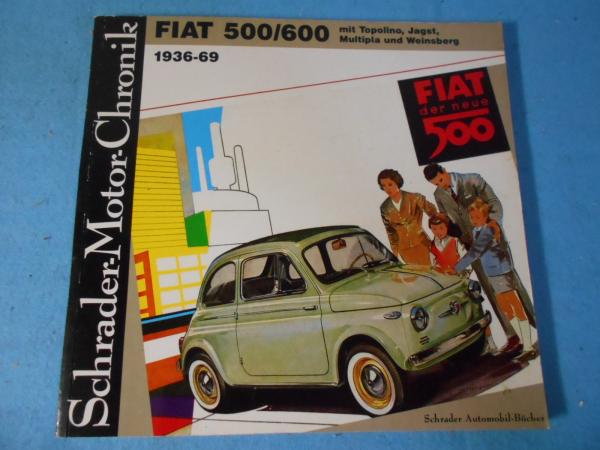 Schrader-Motor-Chronik
FIAT 500/600
mit Topolino, Jagst,
Multipla und Weinsberg
1936-69
FIAT
der neue
500
Schrader Automobil-Bücher